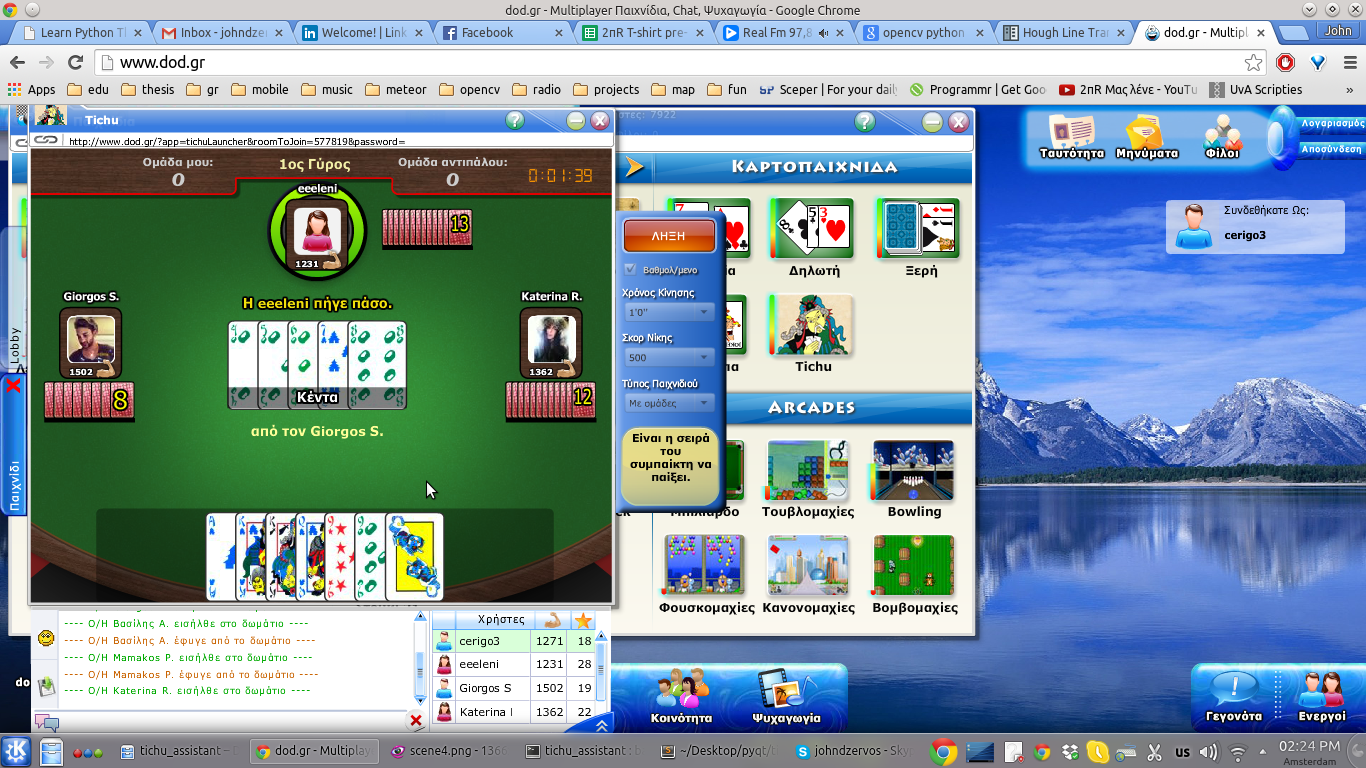 dod.gr - Multiplayer Παιχνίδια, Chat, Ψυχαγωγία - Google Chrome
Learn Python Th
Inbox - johndzer
Welcome! | Link
Facebook
2nR T-shirt pre-
Real Fm 97,8
opencv python
Hough Line Tran
dod.gr - Multipl
John
www.dod.gr
Apps
edu
thesis
gr
mobile
music
meteor
opencv
radio
projects
map
fun
Sceper | For your daily
Programmr | Get Goo
2nR Μας λένε - YouTu
UvA Scripties
»
Tichu
http://www.dod.gr/?app=tichuLauncher&roomToJoin=577819&password=
Ομάδα μου:
0
1ος Γύρος
Ομάδα αντιπάλου:
0
0:01:39
eeeleni
1231
13
Giorgos S.
1502
8
Η eeeleni πήγε πάσο.
Katerina R.
1362
12
Κέντα
από τον Giorgos S.
Lobby
Παιχνίδι
ΛΗΞΗ
Βαθμολ/μενο
Χρόνος Κίνησης
1'0''
Σκορ Νίκης
500
Τύπος Παιχνιδιού
Με ομάδες
Είναι η σειρά
του
συμπαίκτη να
παίξει.
7922
ΚΑΡΤΟΠΑΙΧΝΙΔΑ
Δηλωτή
Ξερή
Tichu
ARCADES
Μπιλιάρδο
Τουβλομαχίες
Bowling
Φουσκομαχίες
Κανονομαχίες
Βομβομαχίες
Ταυτότητα
Μηνύματα
Φίλοι
Λογαριασμός
Αποσύνδεση
Συνδεθήκατε Ως:
cerigo3
---- Ο/Η Βασίλης Α. εισήλθε στο δωμάτιο ----
---- Ο/Η Βασίλης Α. έφυγε από το δωμάτιο ----
---- Ο/Η Mamakos P. εισήλθε στο δωμάτιο ----
---- Ο/Η Mamakos P. έφυγε από το δωμάτιο ----
---- Ο/Η Katerina R. εισήλθε στο δωμάτιο ----
Χρήστες
cerigo3 1271 18
eeeleni 1231 28
Giorgos S 1502 19
Katerina 1362 22
Κοινότητα
Ψυχαγωγία
Γεγονότα
Ενεργοί
tichu_assistant –
dod.gr - Multiplay
scene4.png - 1366
tichu_assistant : b
~/Desktop/pyqt/
johndzervos - Sky
us
02:24 PM
Amsterdam